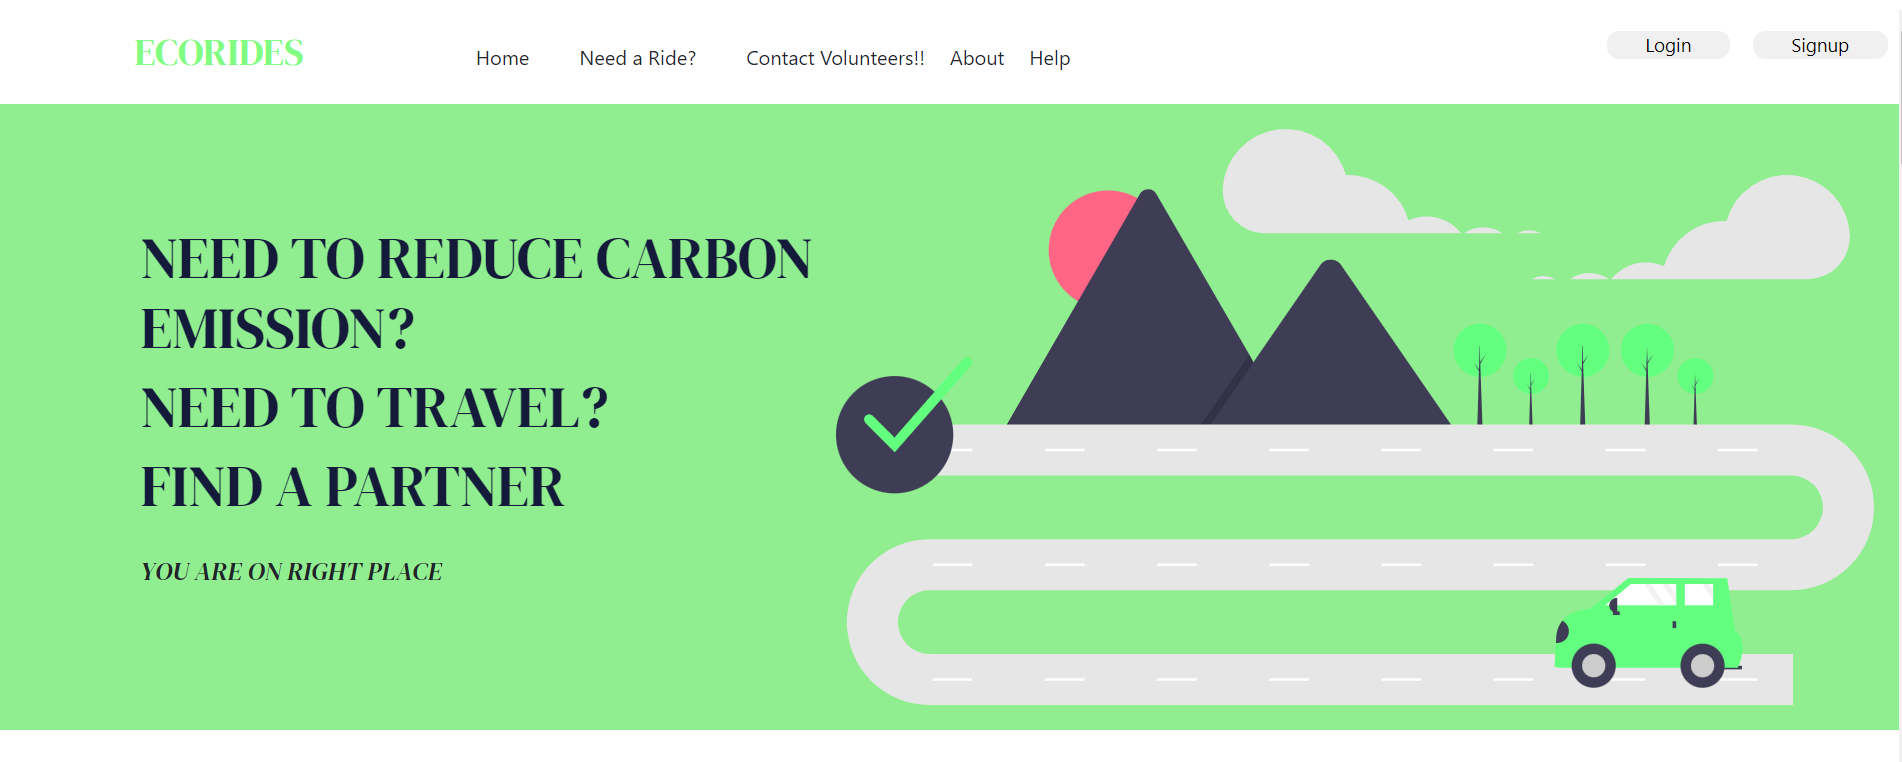 ECORIDES
Home Need a Ride? Contact Volunteers!! About Help
Login Signup
NEED TO REDUCE CARBON
EMISSION?
NEED TO TRAVEL?
FIND A PARTNER
YOU ARE ON RIGHT PLACE